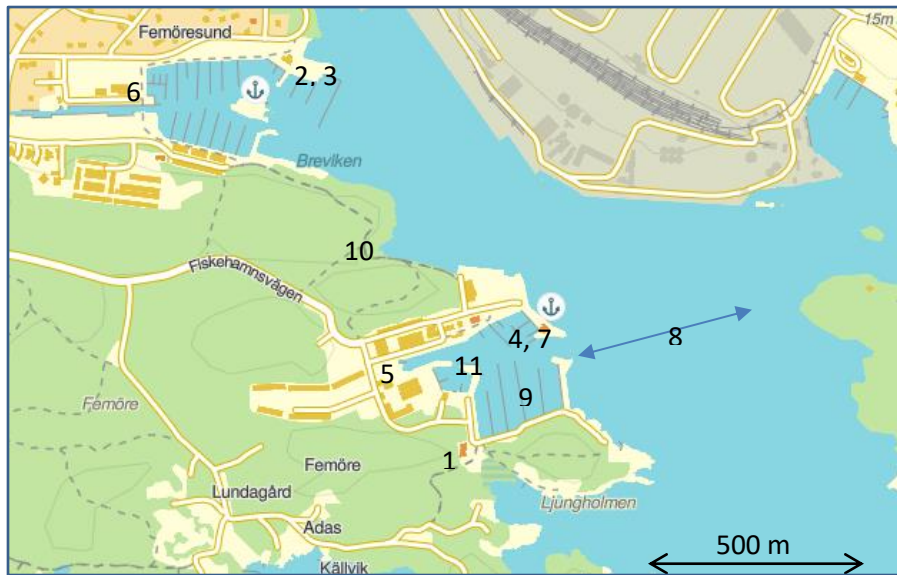 15m
Femöresund
2, 3
6
Breviken
10
Fiskehamnsvägen
4, 7
8
11
5
9
Femöre
1
Femöre
Lundagård
Ljungholmen
Adas
500 m
Källvik